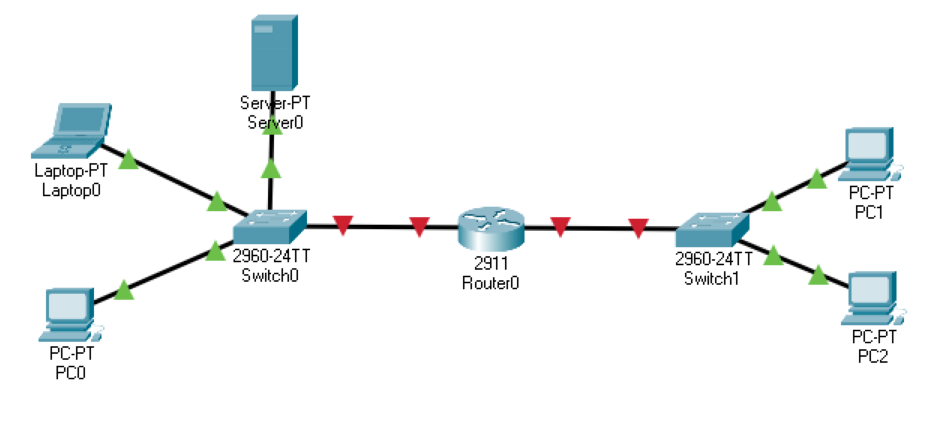 Server-PT
Server0
Laptop-PT
Laptop0
2960-24TT
Switch0
PC-PT
PC0
2911
Router0
2960-24TT
Switch1
PC-PT
PC1
PC-PT
PC2